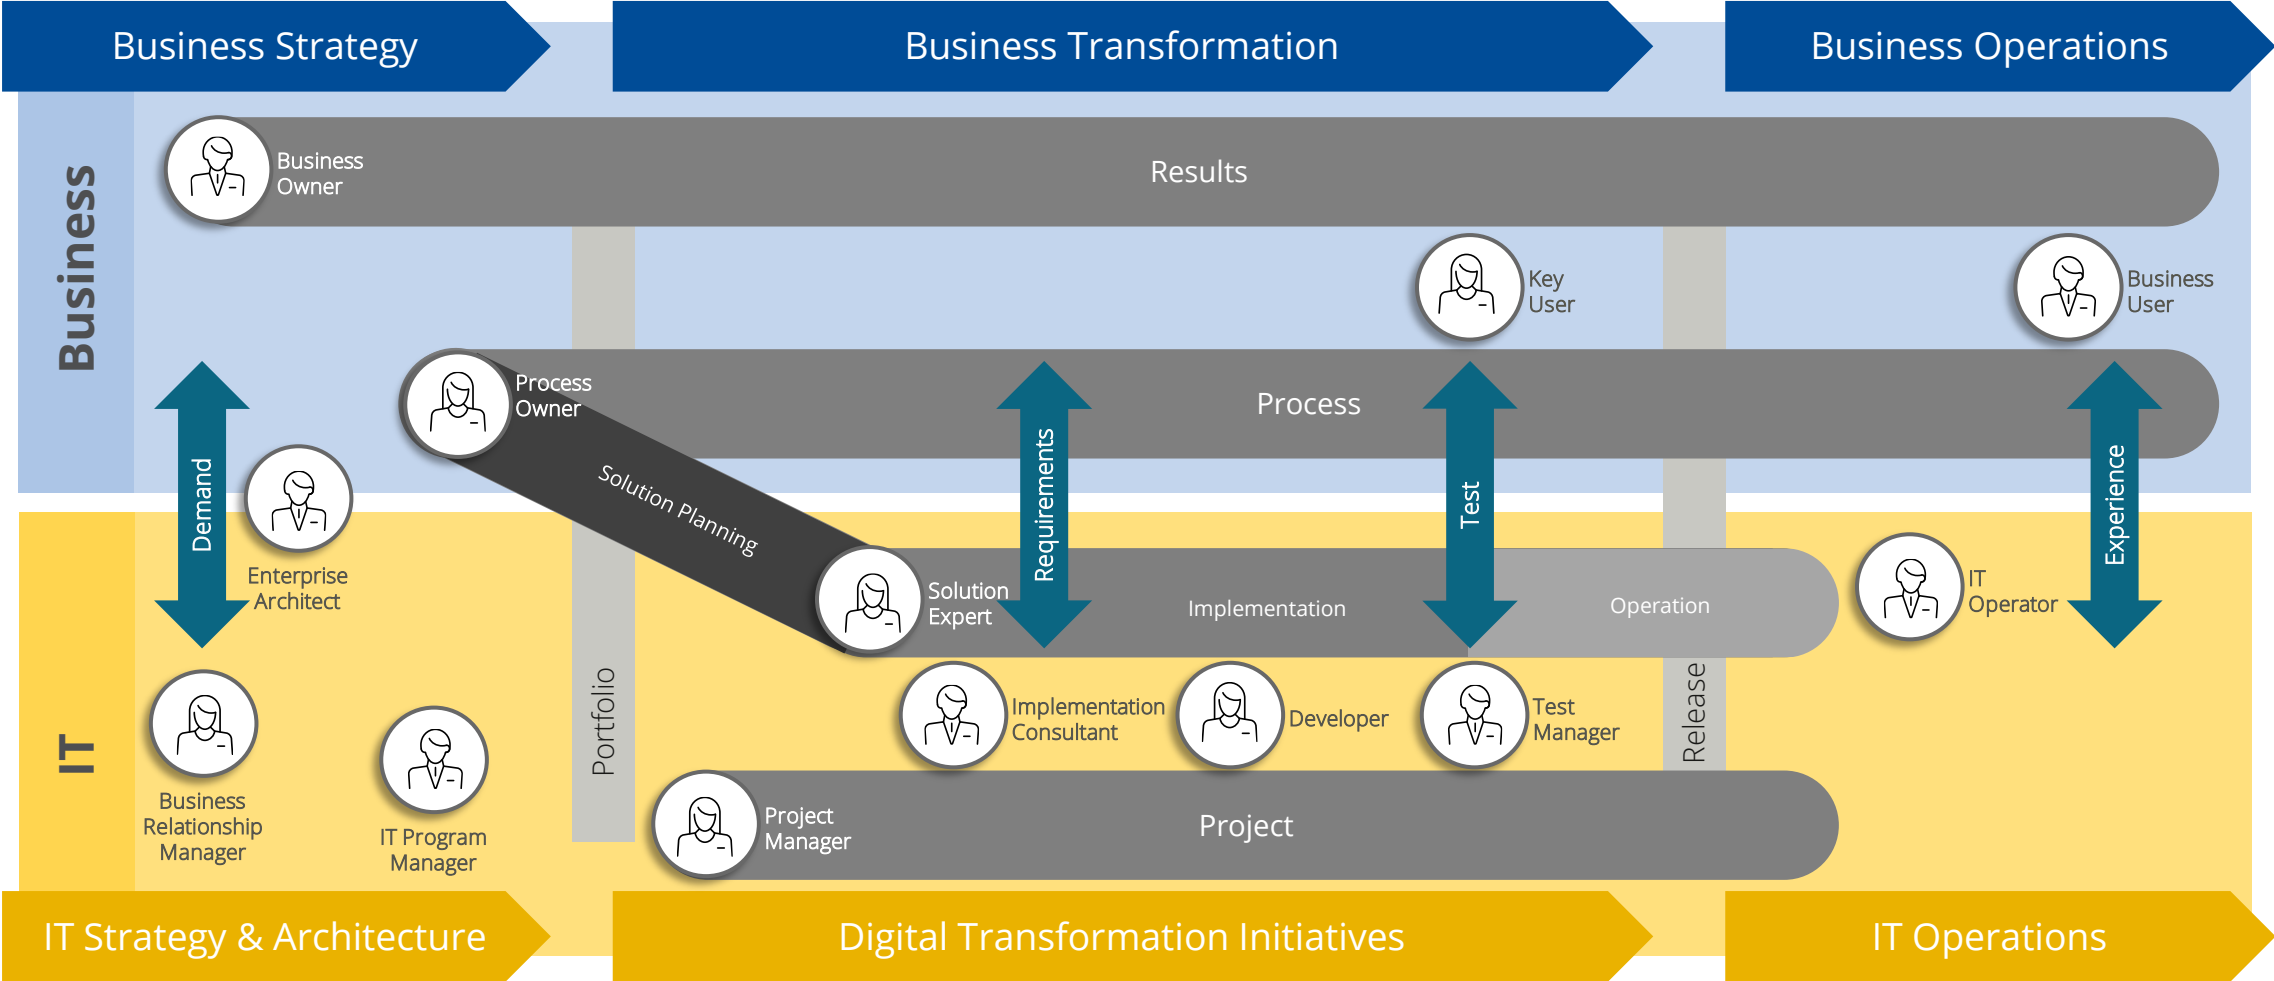 Business Strategy
Business Transformation
Business Operations
Business
Business
Owner
Results
Key
User
Business
User
Process
Owner
Process
Demand
Solution Planning
Requirements
Test
Experience
Enterprise
Architect
Solution
Expert
Implementation
Operation
IT
Operator
IT
Portfolio
Release
Business
Relationship
Manager
IT Program
Manager
Implementation
Consultant
Developer
Test
Manager
Project
Manager
Project
IT Strategy & Architecture
Digital Transformation Initiatives
IT Operations